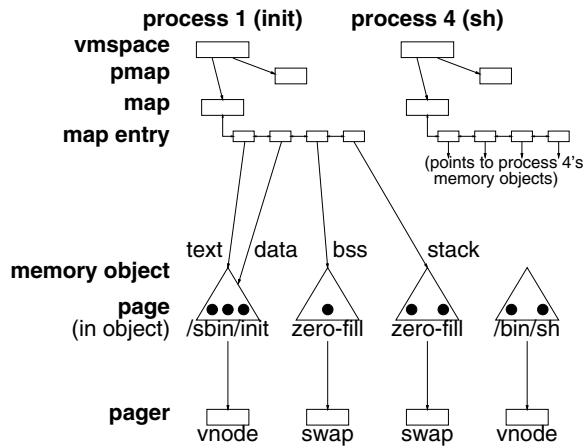 process 1 (init) process 4 (sh)
vmspace
pmap
map
map entry
(points to process 4's
memory objects)
text data bss stack
memory object
page
(in object) /sbin/init zero-fill zero-fill /bin/sh
pager
vnode swap swap vnode